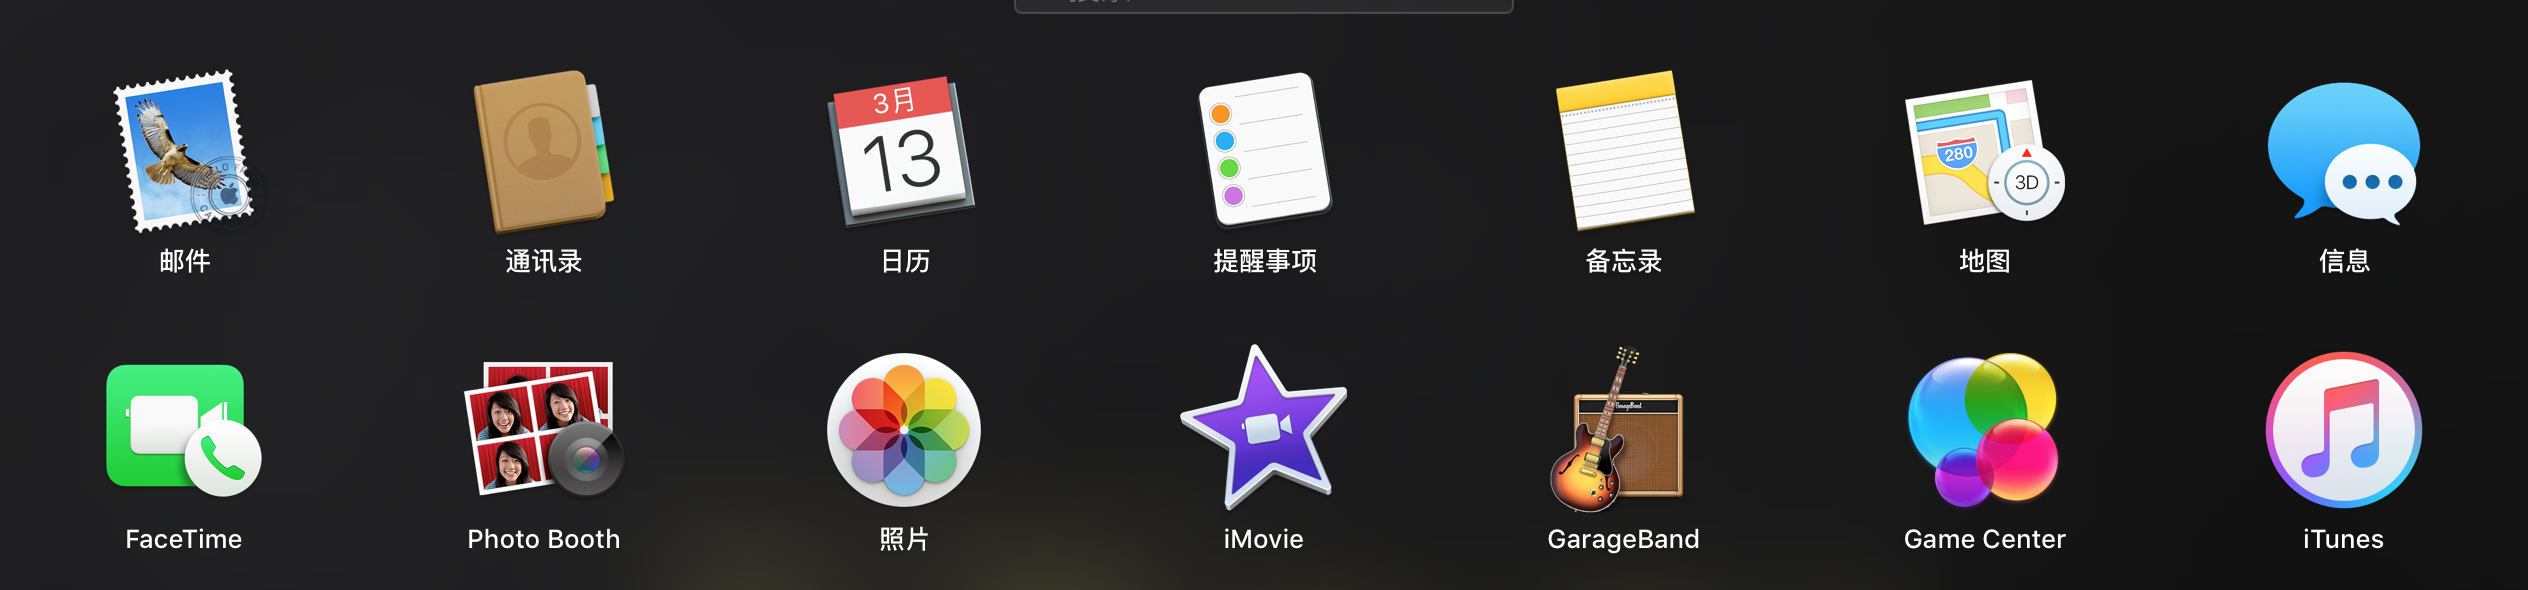 3月
13
280
3D
邮件
通讯录
日历
提醒事项
备忘录
地图
信息
GarageBand
FaceTime
Photo Booth
照片
iMovie
GarageBand
Game Center
iTunes